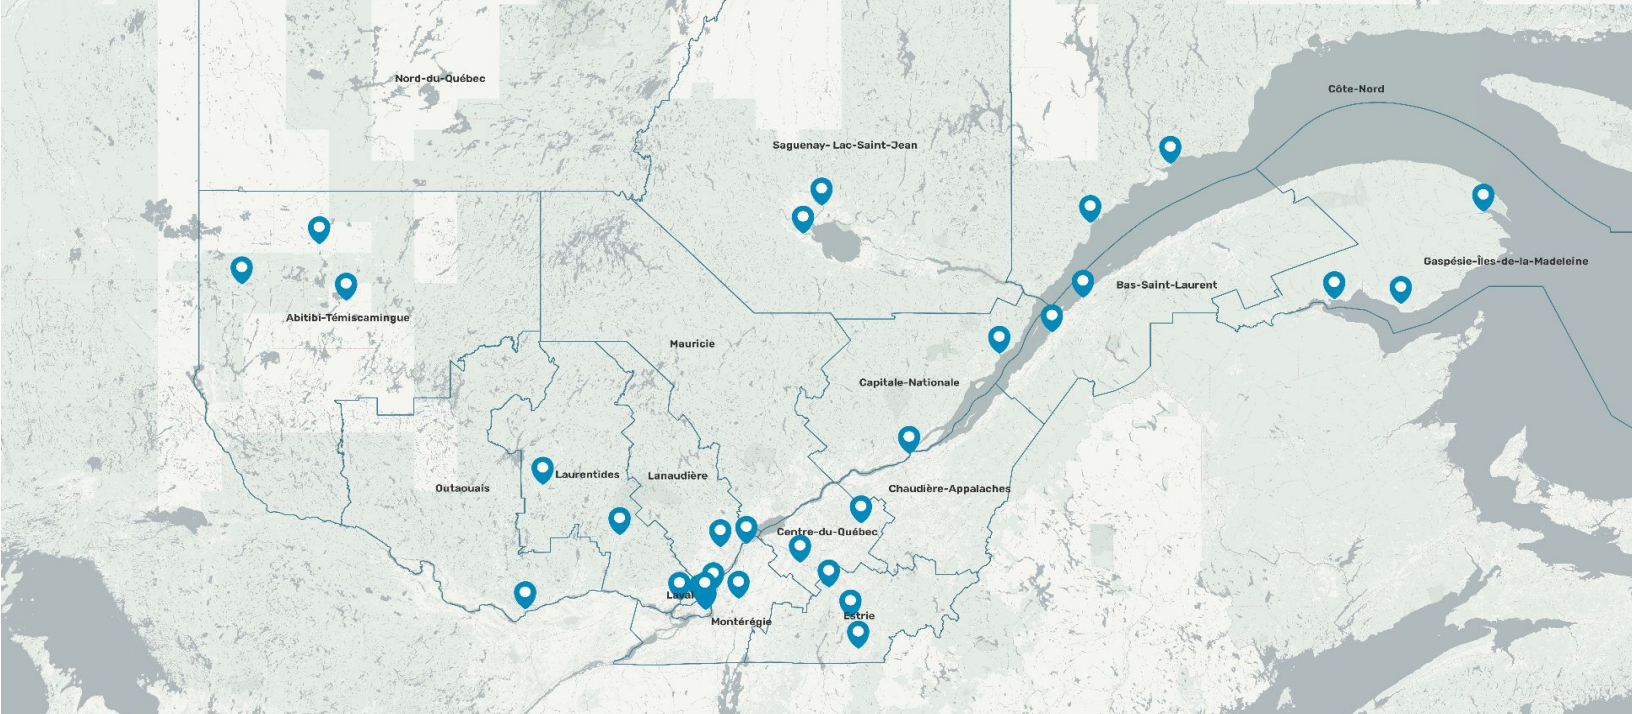 Nord-du-Québec
Côte-Nord
Saguenay- Lac-Saint-Jean
Gaspésie-Îles-de-la-Madeleine
Bas-Saint-Laurent
Abitibi-Témiscamingue
Mauricie
Capitale-Nationale
Laurentides
Lanaudière
Outaouais
Chaudière-Appalaches
Centre-du-Québec
Laval
Estrie
Montérégie